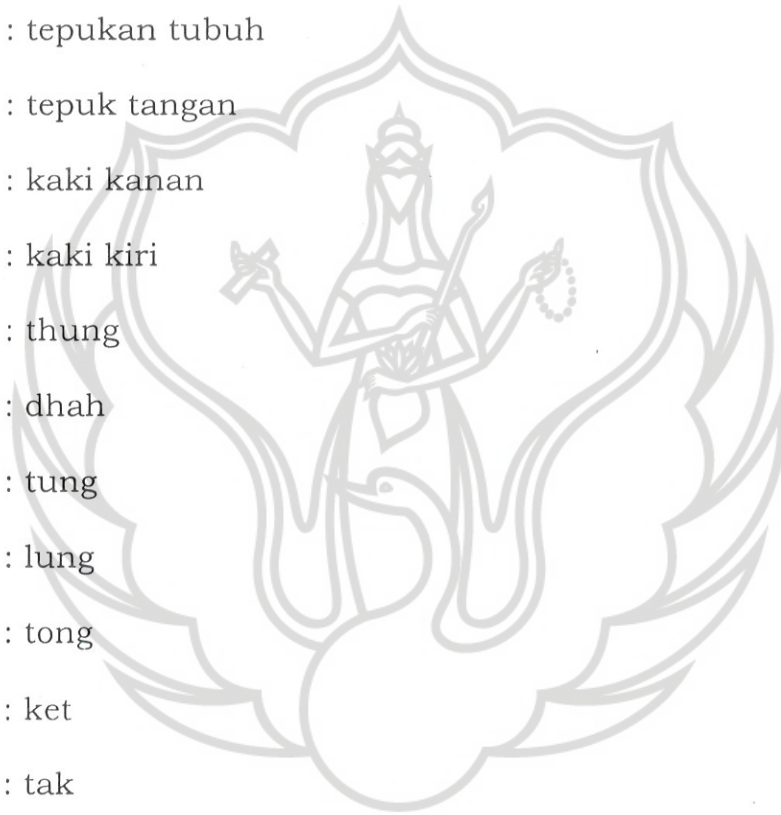 : tepukan tubuh
: tepuk tangan
: kaki kanan
: kaki kiri
: thung
: dhah
: tung
: lung
: tong
: ket
: tak